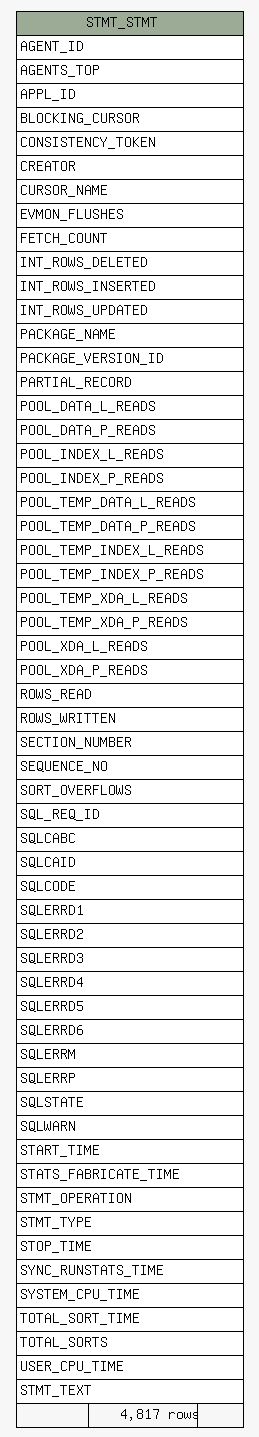 STMT_STMT
AGENT_ID
AGENTS_TOP
APPL_ID
BLOCKING_CURSOR
CONSISTENCY_TOKEN
CREATOR
CURSOR_NAME
EVMON_FLUSHES
FETCH_COUNT
INT_ROWS_DELETED
INT_ROWS_INSERTED
INT_ROWS_UPDATED
PACKAGE_NAME
PACKAGE_VERSION_ID
PARTIAL_RECORD
POOL_DATA_L_READS
POOL_DATA_P_READS
POOL_INDEX_L_READS
POOL_INDEX_P_READS
POOL_TEMP_DATA_L_READS
POOL_TEMP_DATA_P_READS
POOL_TEMP_INDEX_L_READS
POOL_TEMP_INDEX_P_READS
POOL_TEMP_XDA_L_READS
POOL_TEMP_XDA_P_READS
POOL_XDA_L_READS
POOL_XDA_P_READS
ROWS_READ
ROWS_WRITTEN
SECTION_NUMBER
SEQUENCE_NO
SORT_OVERFLOWS
SQL_REQ_ID
SQLCABC
SQLCAID
SQLCODE
SQLERRD1
SQLERRD2
SQLERRD3
SQLERRD4
SQLERRD5
SQLERRD6
SQLERRM
SQLERRP
SQLSTATE
SQLWARN
START_TIME
STATS_FABRICATE_TIME
STMT_OPERATION
STMT_TYPE
STOP_TIME
SYNC_RUNSTATS_TIME
SYSTEM_CPU_TIME
TOTAL_SORT_TIME
TOTAL_SORTS
USER_CPU_TIME
STMT_TEXT
4,817 rows